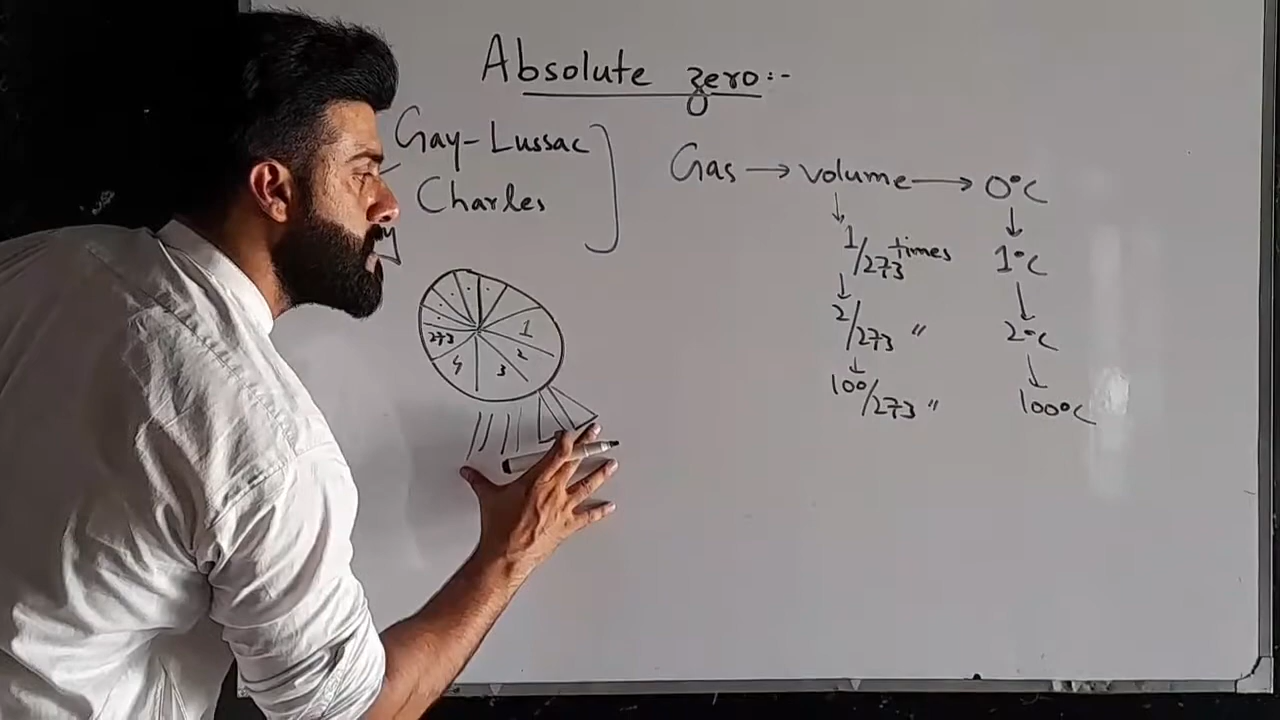 Absolute zero:-
Gay-Lussac
Charles
Gas → volume → 0°C
1/273 times 1°C
2/273 " 2°C
100/273 " 100°C
1
2
3
4
273